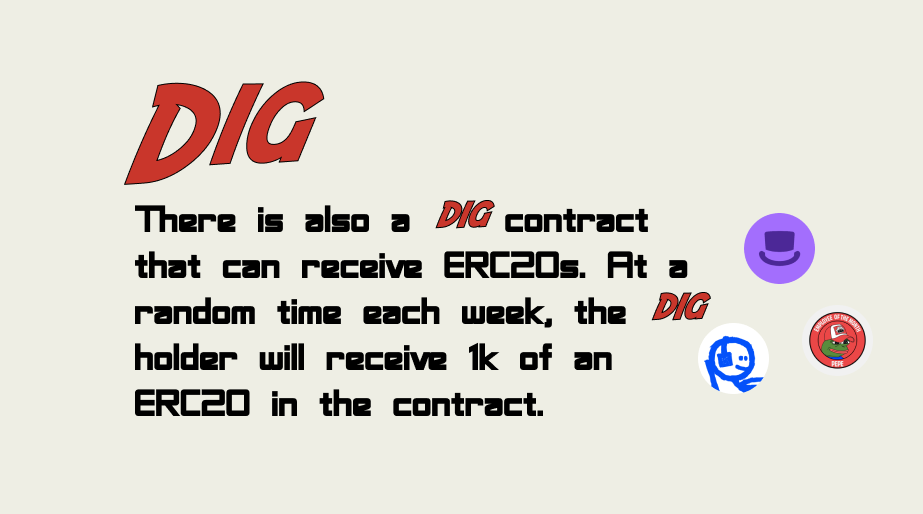 DIG
There is also a DIG contract
that can receive ERC20s. At a
random time each week, the DIG
holder will receive 1k of an
ERC20 in the contract.
EMPLOYEE OF THE MONTH
PEPE